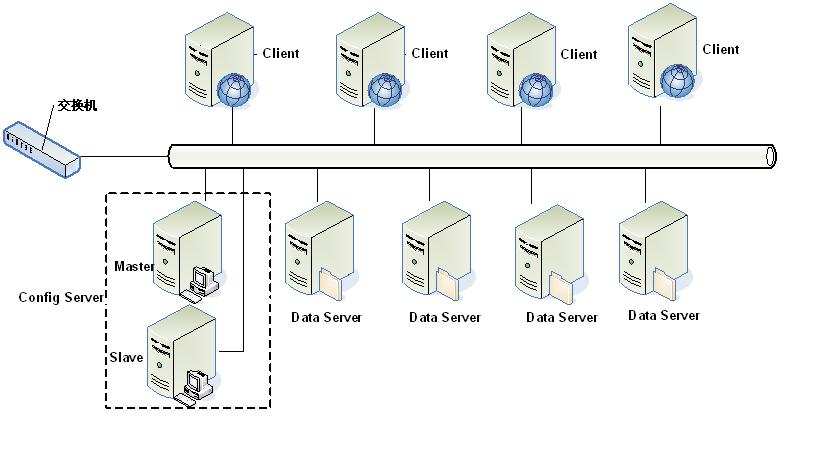 Client
Client
Client
Client
交换机
Master
Config Server
Slave
Data Server
Data Server
Data Server
Data Server